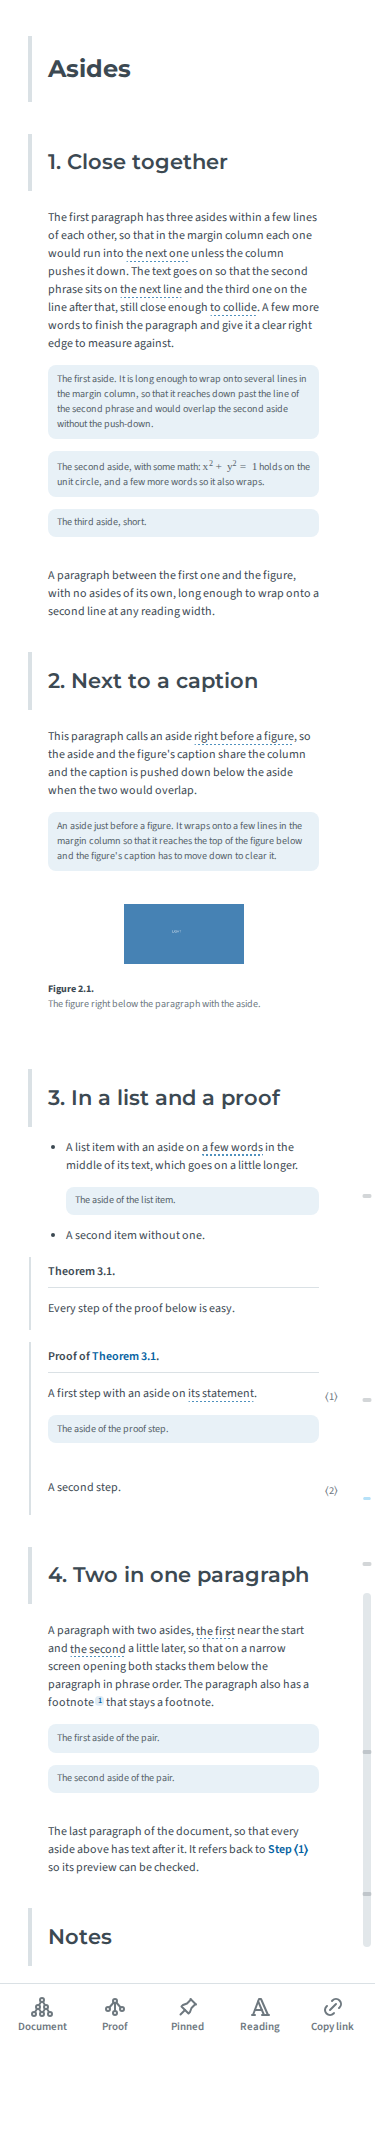 Asides
1. Close together
The first paragraph has three asides within a few lines
of each other, so that in the margin column each one
would run into the next one unless the column
pushes it down. The text goes on so that the second
phrase sits on the next line and the third one on the
line after that, still close enough to collide. A few more
words to finish the paragraph and give it a clear right
edge to measure against.
The first aside. It is long enough to wrap onto several lines in
the margin column, so that it reaches down past the line of
the second phrase and would overlap the second aside
without the push-down.
The second aside, with some math: x² + y² = 1 holds on the
unit circle, and a few more words so it also wraps.
The third aside, short.
A paragraph between the first one and the figure,
with no asides of its own, long enough to wrap onto a
second line at any reading width.
2. Next to a caption
This paragraph calls an aside right before a figure, so
the aside and the figure's caption share the column
and the caption is pushed down below the aside
when the two would overlap.
An aside just before a figure. It wraps onto a few lines in the
margin column so that it reaches the top of the figure below
and the figure's caption has to move down to clear it.
Figure 2.1.
The figure right below the paragraph with the aside.
3. In a list and a proof
• A list item with an aside on a few words in the
middle of its text, which goes on a little longer.
The aside of the list item.
• A second item without one.
Theorem 3.1.
Every step of the proof below is easy.
Proof of Theorem 3.1.
A first step with an aside on its statement. ⟨1⟩
The aside of the proof step.
A second step. ⟨2⟩
4. Two in one paragraph
A paragraph with two asides, the first near the start
and the second a little later, so that on a narrow
screen opening both stacks them below the
paragraph in phrase order. The paragraph also has a
footnote 1 that stays a footnote.
The first aside of the pair.
The second aside of the pair.
The last paragraph of the document, so that every
aside above has text after it. It refers back to Step ⟨1⟩
so its preview can be checked.
Notes
Document Proof Pinned Reading Copy link